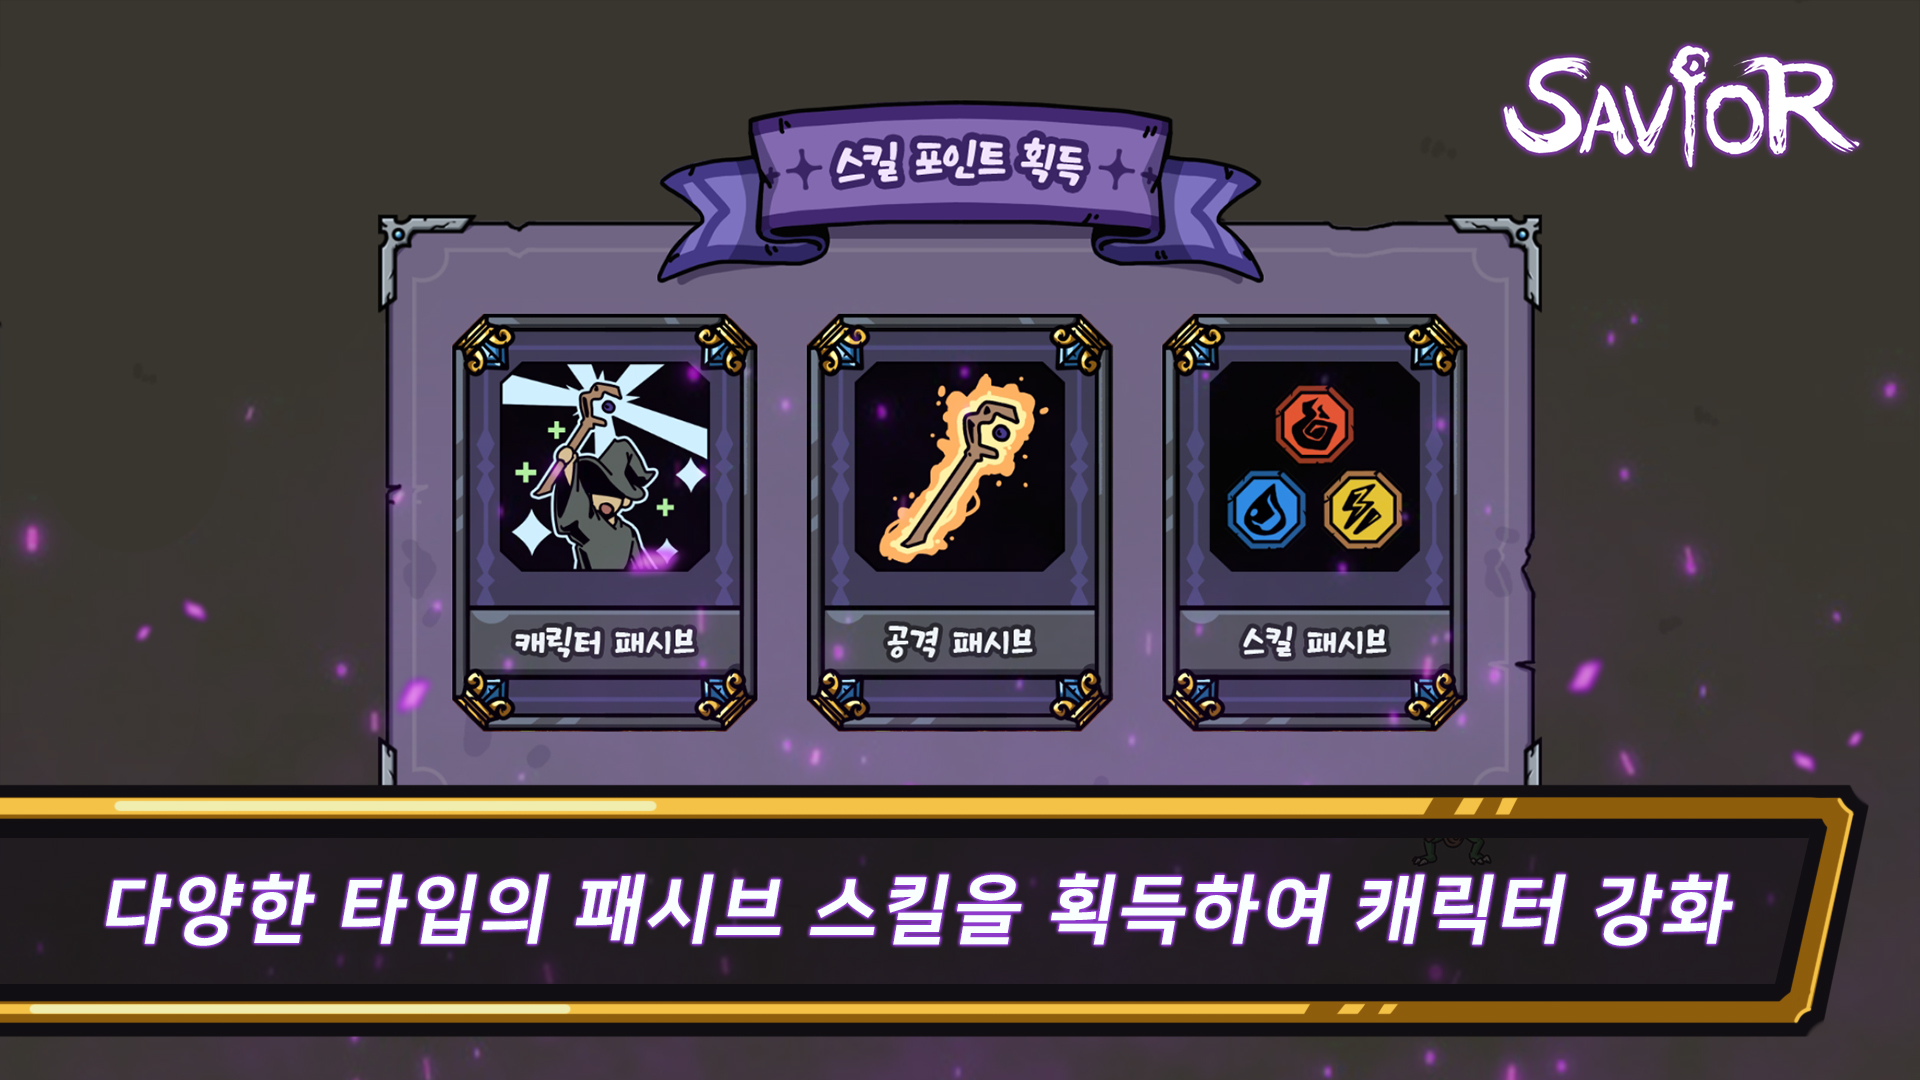 SAVIOR
스킬 포인트 획득
캐릭터 패시브
공격 패시브
스킬 패시브
다양한 타입의 패시브 스킬을 획득하여 캐릭터 강화